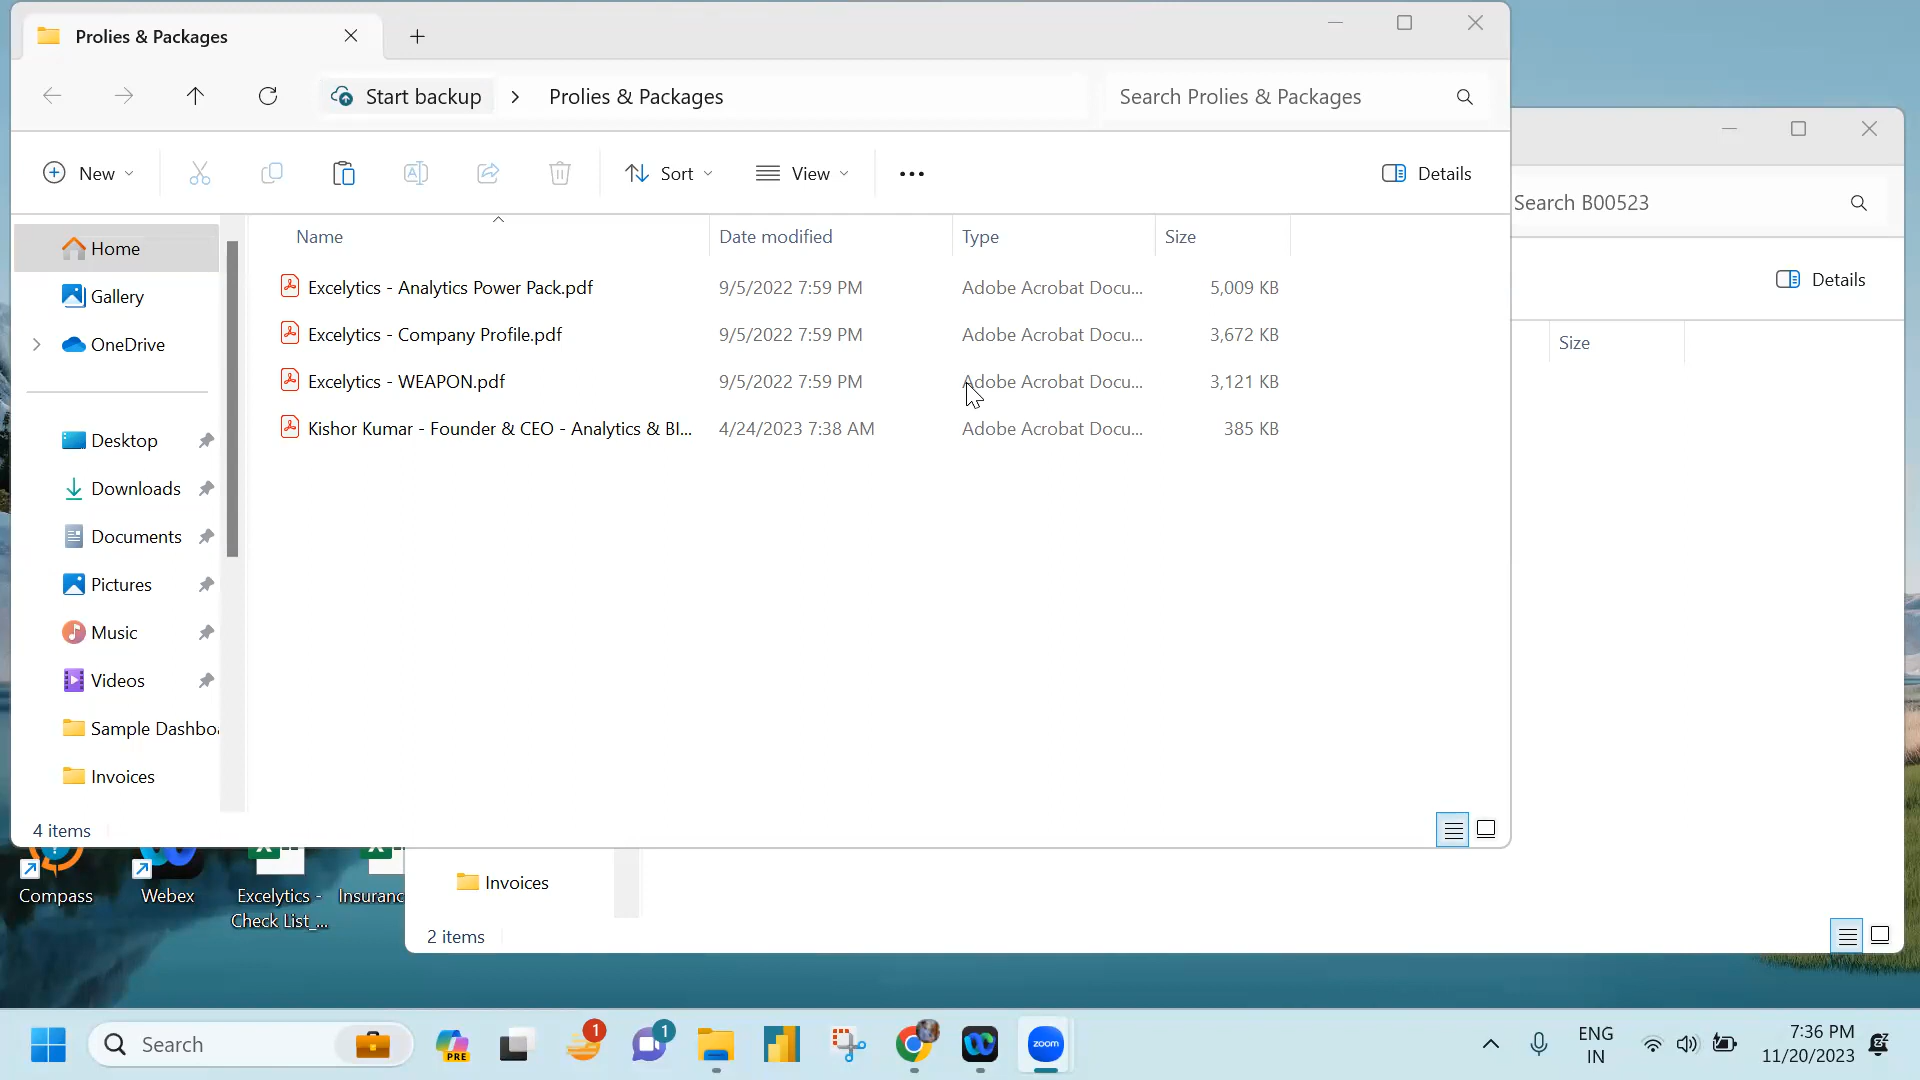 Prolies & Packages
Start backup
Prolies & Packages
Search Prolies & Packages
New
Sort
View
Details
Search B00523
Details
Home
Gallery
OneDrive
Desktop
Downloads
Documents
Pictures
Music
Videos
Sample Dashbo
Invoices
Name
Date modified
Type
Size
Excelytics - Analytics Power Pack.pdf
9/5/2022 7:59 PM
Adobe Acrobat Docu...
5,009 KB
Excelytics - Company Profile.pdf
9/5/2022 7:59 PM
Adobe Acrobat Docu...
3,672 KB
Excelytics - WEAPON.pdf
9/5/2022 7:59 PM
Adobe Acrobat Docu...
3,121 KB
Kishor Kumar - Founder & CEO - Analytics & BI...
4/24/2023 7:38 AM
Adobe Acrobat Docu...
385 KB
Size
4 items
Invoices
2 items
Compass
Webex
Excelytics -
Check List_...
Insuranc
Search
PRE
1
1
zoom
ENG
IN
7:36 PM
11/20/2023